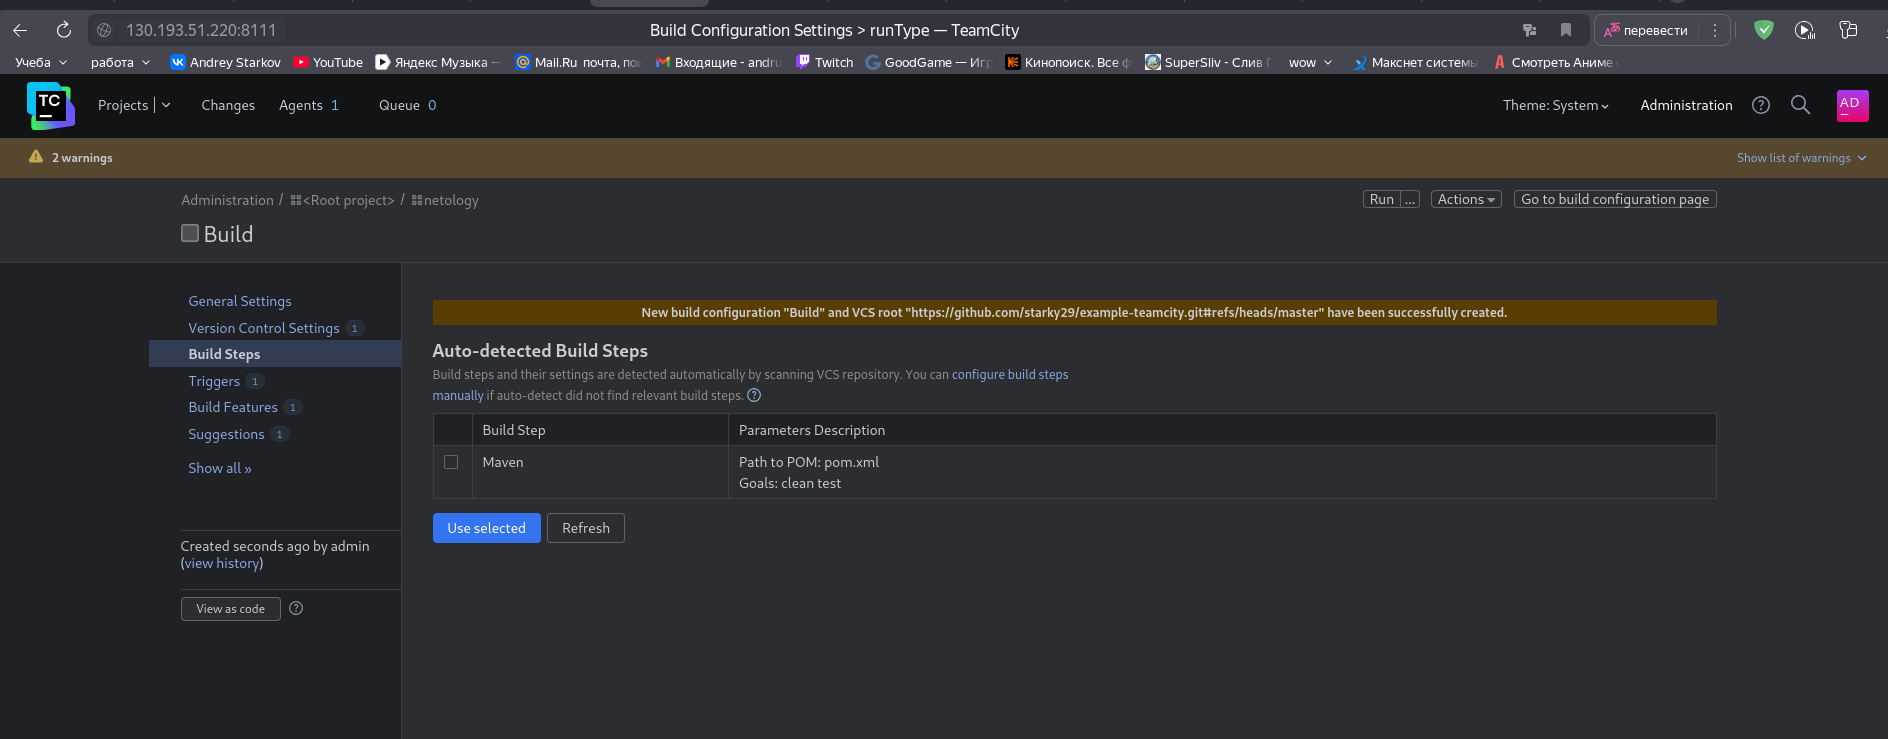 130.193.51.220:8111
Build Configuration Settings > runType — TeamCity
перевести
Учеба
работа
Andrey Starkov
YouTube
Яндекс Музыка —
Mail.Ru почта, пои
Входящие - andru
Twitch
GoodGame — Игр
Кинопоиск. Все ф
SuperSliv - Слив
wow
Макснет системы
Смотреть Аниме
TC
Projects
Changes
Agents 1
Queue 0
Theme: System
Administration
AD
2 warnings
Show list of warnings
Administration / <Root project> / netology
Run ...
Actions
Go to build configuration page
Build
General Settings
Version Control Settings 1
Build Steps
Triggers 1
Build Features 1
Suggestions 1
Show all »
Created seconds ago by admin
(view history)
View as code
New build configuration "Build" and VCS root "https://github.com/starky29/example-teamcity.git#refs/heads/master" have been successfully created.
Auto-detected Build Steps
Build steps and their settings are detected automatically by scanning VCS repository. You can configure build steps
manually if auto-detect did not find relevant build steps.
Build Step
Parameters Description
Maven
Path to POM: pom.xml
Goals: clean test
Use selected
Refresh